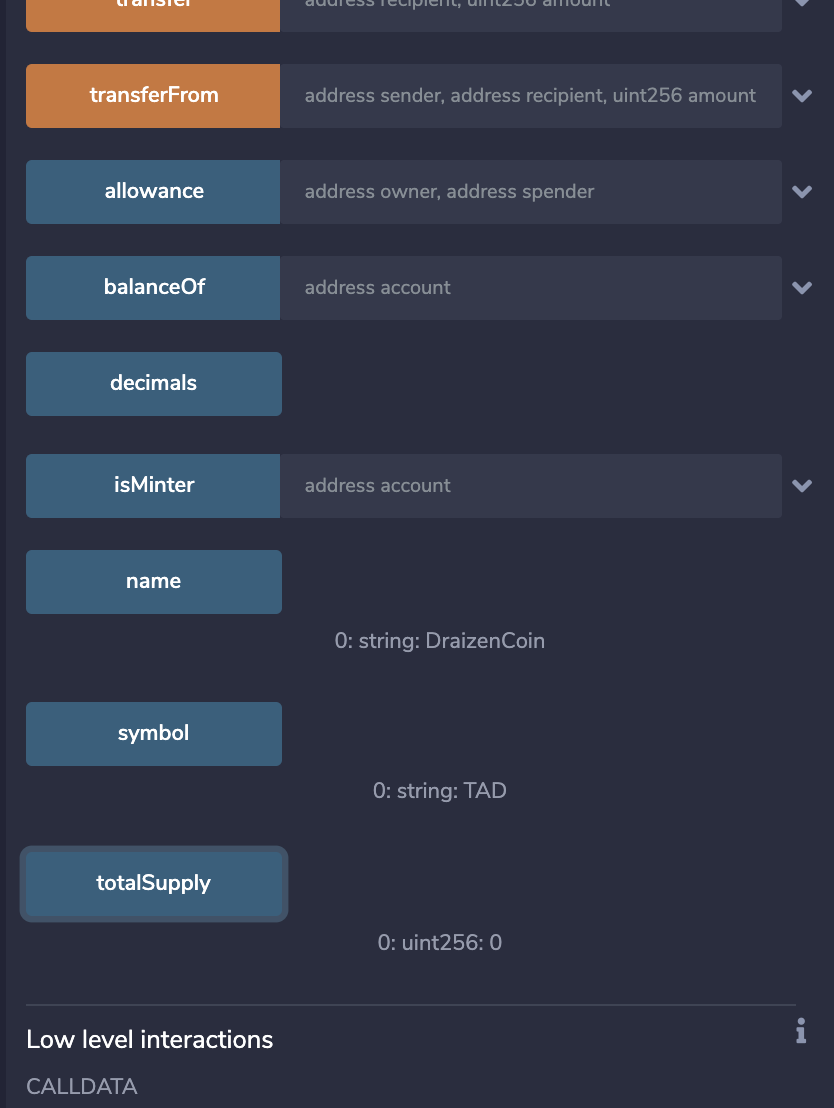 transfer address recipient, uint256 amount
transferFrom address sender, address recipient, uint256 amount
allowance address owner, address spender
balanceOf address account
decimals
isMinter address account
name
0: string: DraizenCoin
symbol
0: string: TAD
totalSupply
0: uint256: 0
Low level interactions
CALLDATA